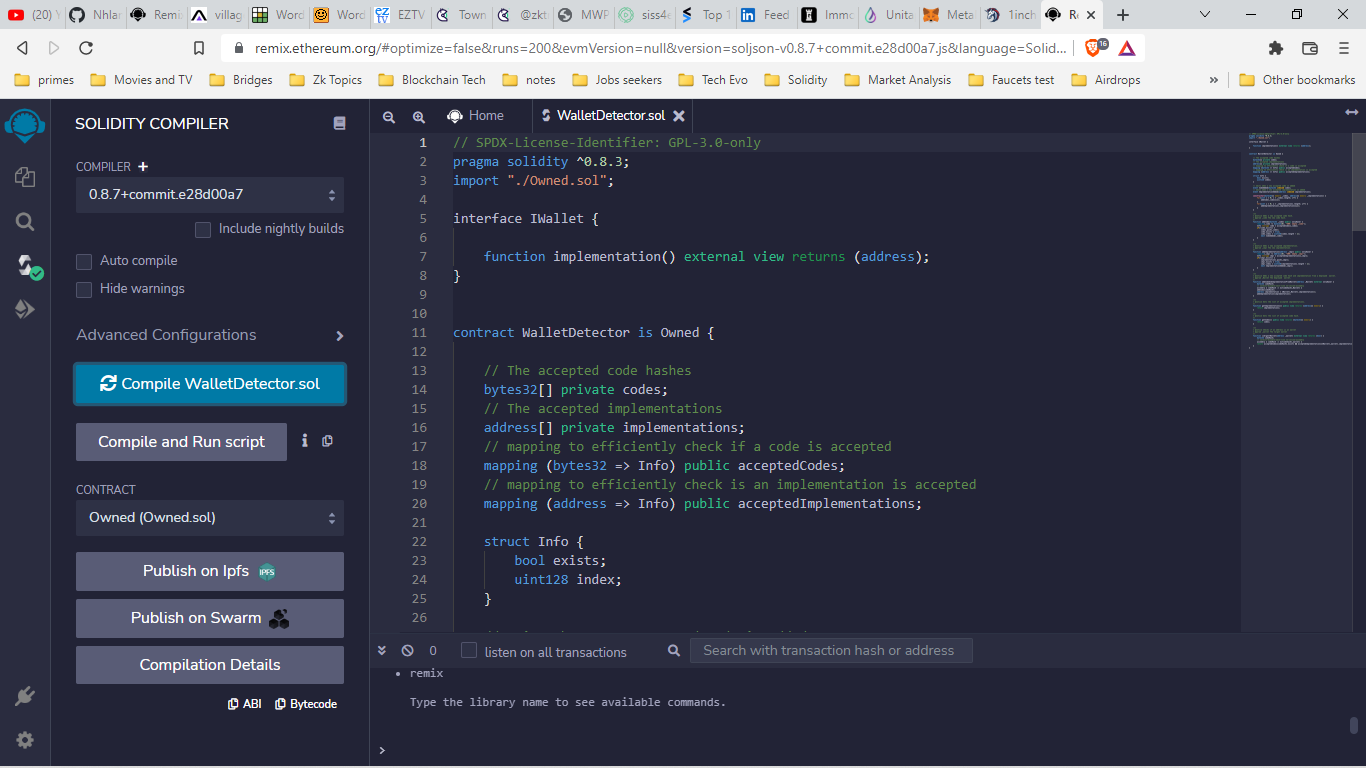 (20) Y
Nhlar
Remix
villag
Word
Word
EZTV
Town
@zkt
MWP
siss4e
Top 1
Feed
Immo
Unita
Meta
1inch
Re
remix.ethereum.org/#optimize=false&runs=200&evmVersion=null&version=soljson-v0.8.7+commit.e28d00a7.js&language=Solid...
16
primes
Movies and TV
Bridges
Zk Topics
Blockchain Tech
notes
Jobs seekers
Tech Evo
Solidity
Market Analysis
Faucets test
Airdrops
Other bookmarks
SOLIDITY COMPILER
COMPILER
0.8.7+commit.e28d00a7
Include nightly builds
Auto compile
Hide warnings
Advanced Configurations
Compile WalletDetector.sol
Compile and Run script
CONTRACT
Owned (Owned.sol)
Publish on Ipfs IPFS
Publish on Swarm
Compilation Details
ABI Bytecode
Home
WalletDetector.sol
1 // SPDX-License-Identifier: GPL-3.0-only
2 pragma solidity ^0.8.3;
3 import "./Owned.sol";
4
5 interface IWallet {
6
7 function implementation() external view returns (address);
8 }
9
10
11 contract WalletDetector is Owned {
12
13 // The accepted code hashes
14 bytes32[] private codes;
15 // The accepted implementations
16 address[] private implementations;
17 // mapping to efficiently check if a code is accepted
18 mapping (bytes32 => Info) public acceptedCodes;
19 // mapping to efficiently check is an implementation is accepted
20 mapping (address => Info) public acceptedImplementations;
21
22 struct Info {
23 bool exists;
24 uint128 index;
25 }
26
0
listen on all transactions
Search with transaction hash or address
• remix
Type the library name to see available commands.
>